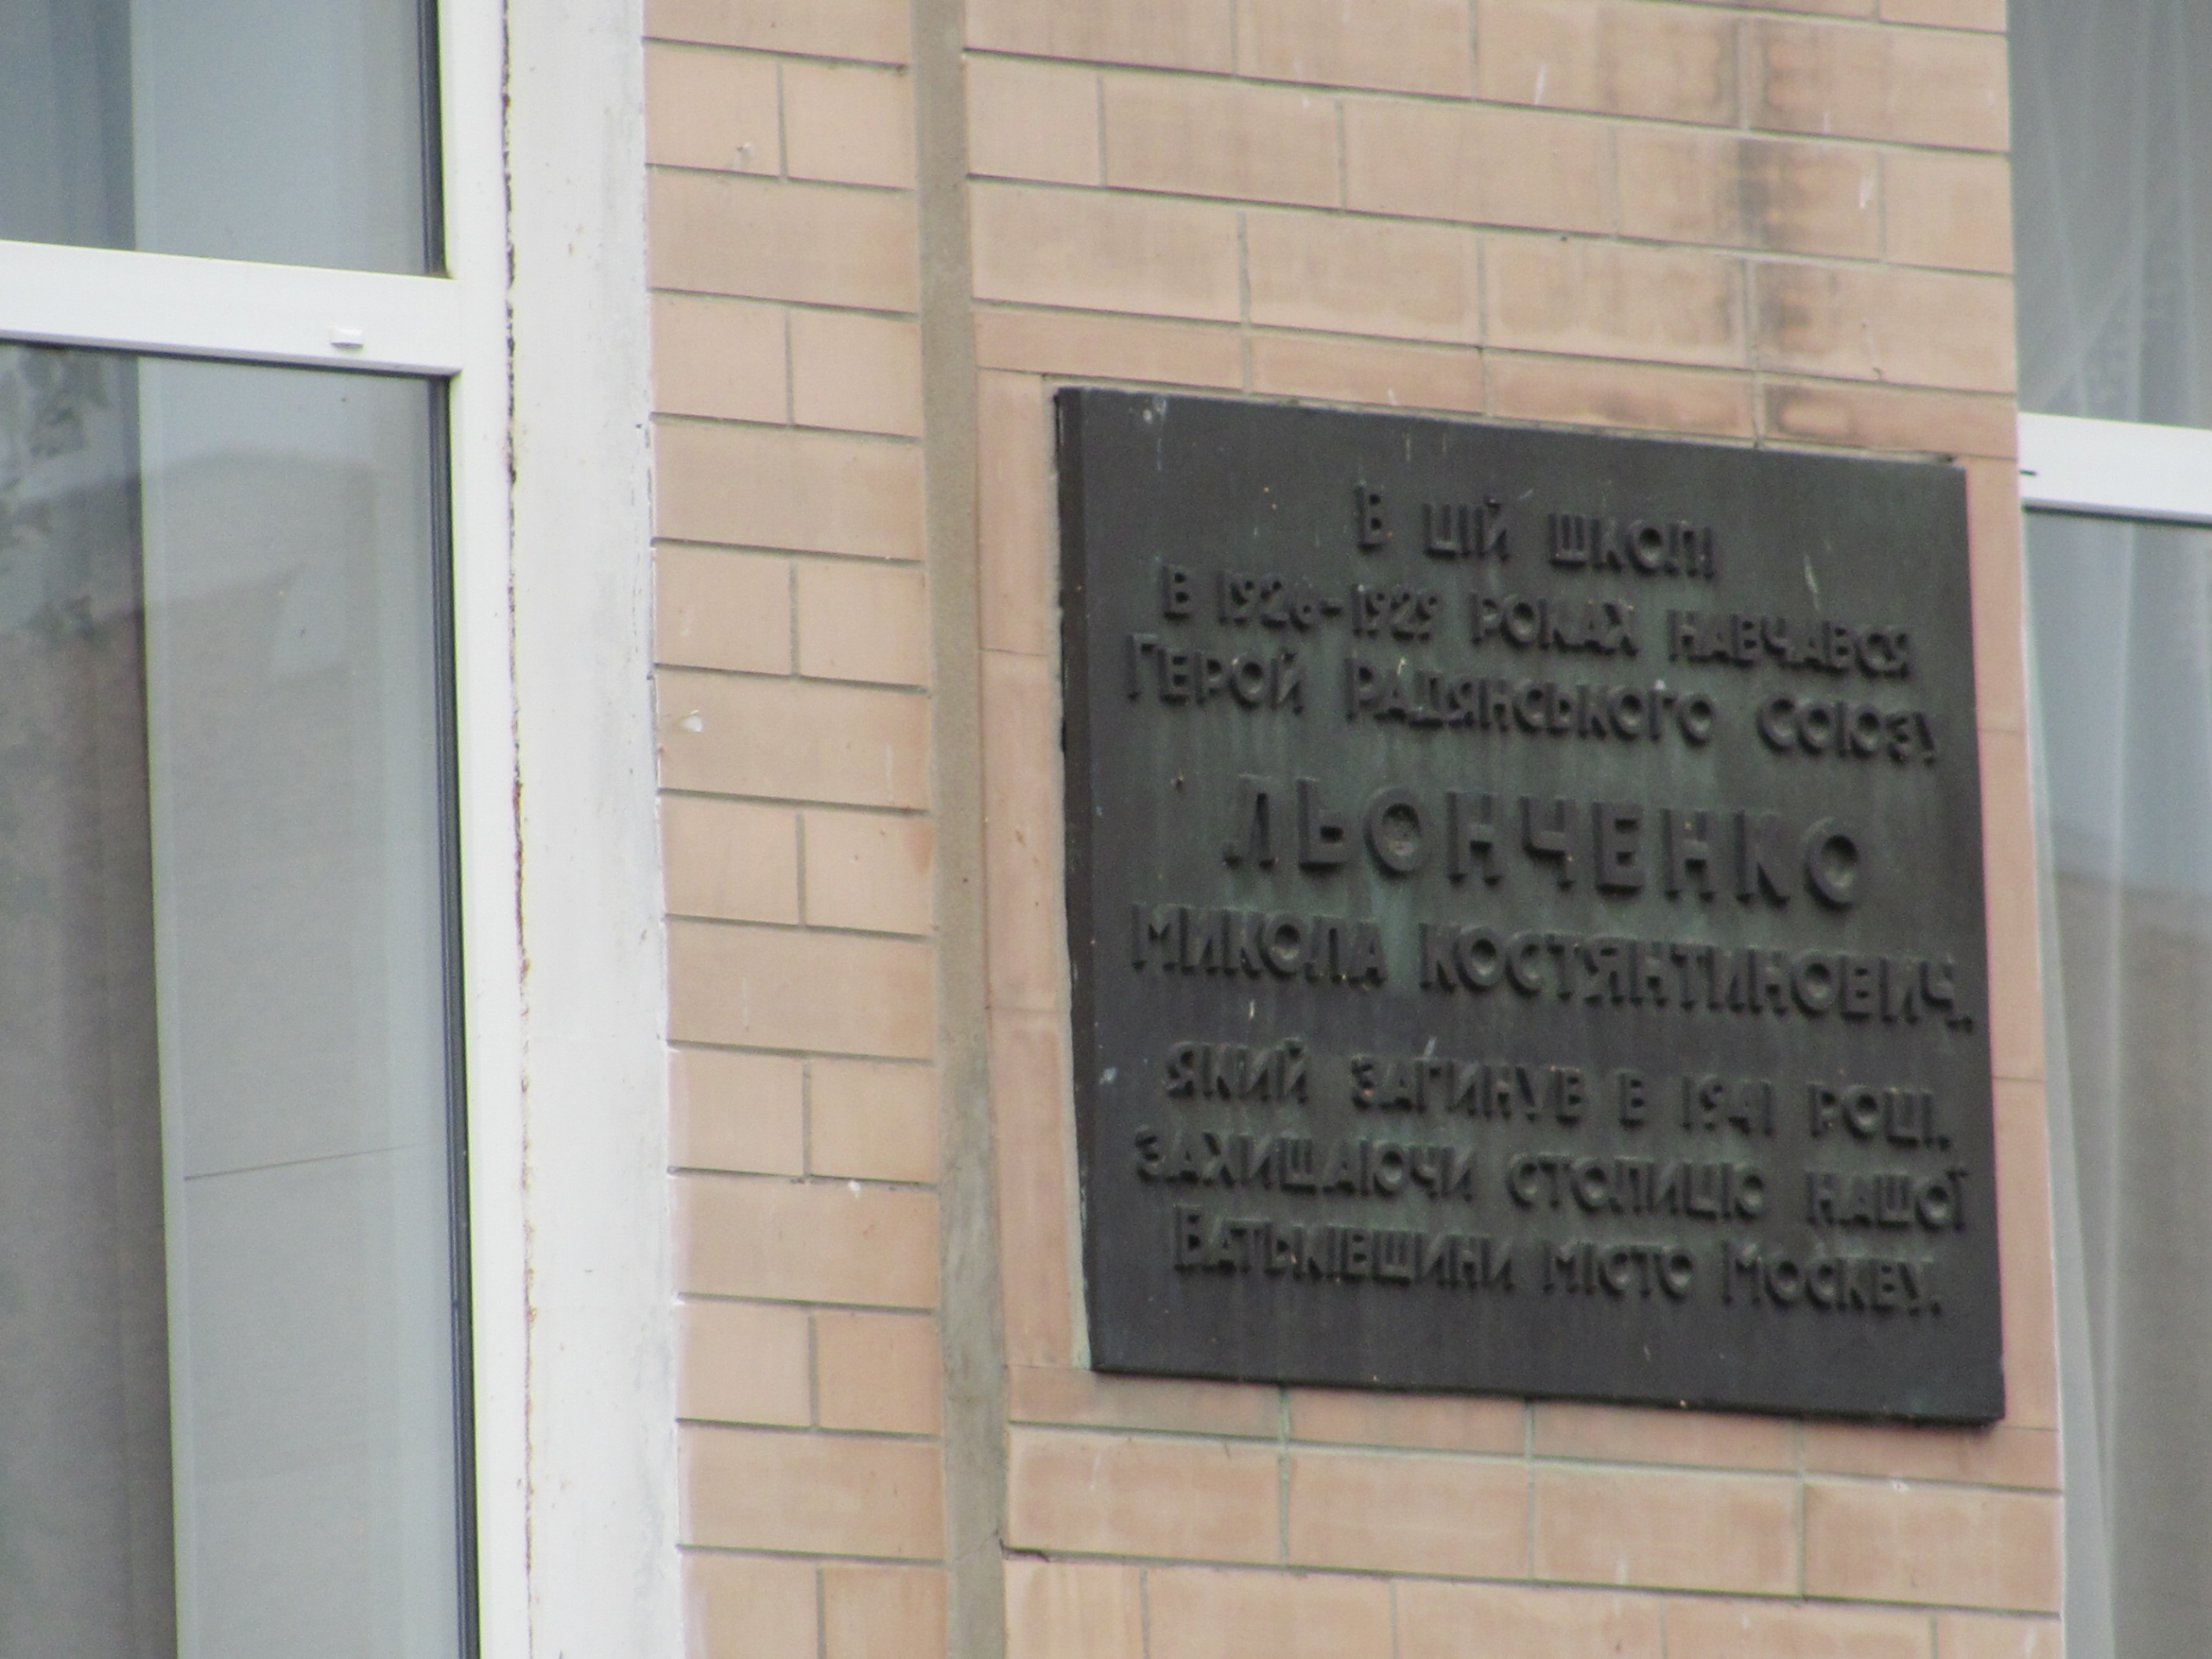 В ЦІЙ ШКОЛІ
В 1926-1929 РОКАХ НАВЧАВСЯ
ГЕРОЙ РАДЯНСЬКОГО СОЮЗУ
ЛЬОНЧЕНКО
МИКОЛА КОСТЯНТИНОВИЧ,
ЯКИЙ ЗАГИНУВ В 1941 РОЦІ,
ЗАХИЩАЮЧИ СТОЛИЦЮ НАШОЇ
БАТЬКІВЩИНИ МІСТО МОСКВУ.